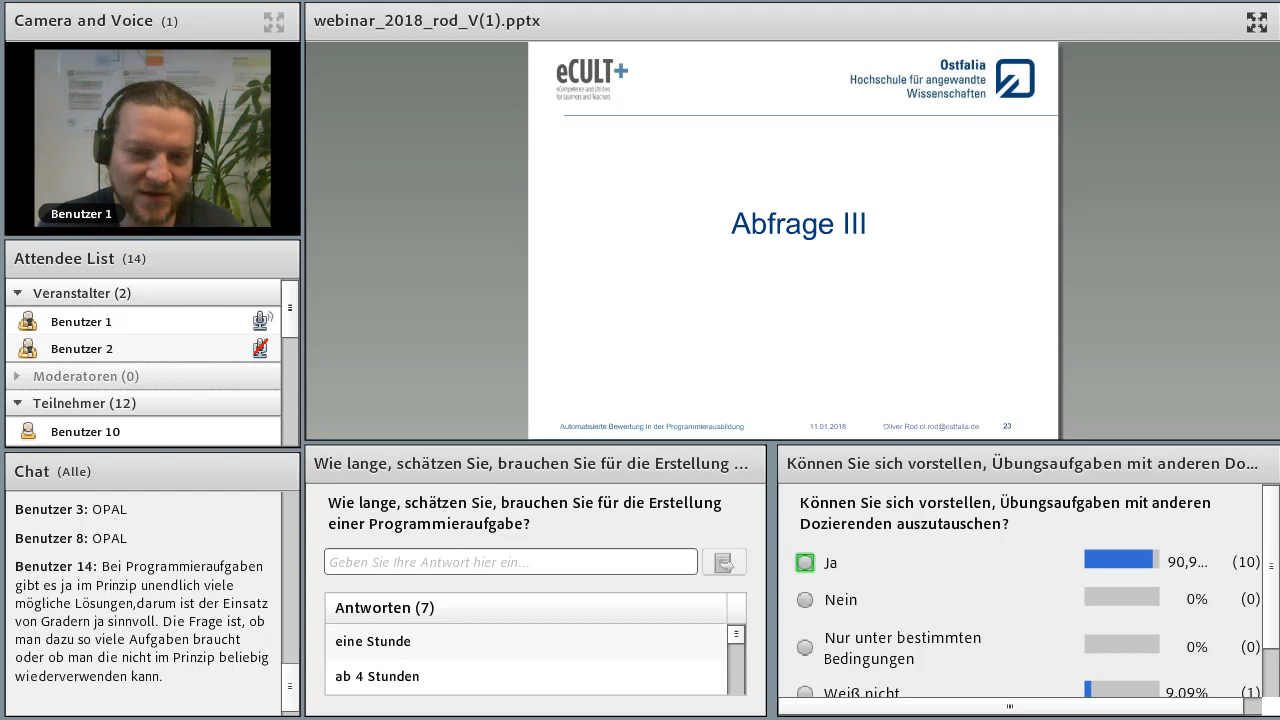 Camera and Voice (1)
Benutzer 1
Attendee List (14)
Veranstalter (2)
Benutzer 1
Benutzer 2
Moderatoren (0)
Teilnehmer (12)
Benutzer 10
Chat (Alle)
Benutzer 3: OPAL
Benutzer 8: OPAL
Benutzer 14: Bei Programmieraufgaben
gibt es ja im Prinzip unendlich viele
mögliche Lösungen,darum ist der Einsatz
von Gradern ja sinnvoll. Die Frage ist, ob
man dazu so viele Aufgaben braucht
oder ob man die nicht im Prinzip beliebig
wiederverwenden kann.
webinar_2018_rod_V(1).pptx
eCULT+
eCompetence and Utilities
for Learners and Teachers
Ostfalia
Hochschule für angewandte
Wissenschaften
Abfrage III
Automatisierte Bewertung in der Programmierausbildung 11.01.2018 Oliver Rod ol.rod@ostfalia.de 23
Wie lange, schätzen Sie, brauchen Sie für die Erstellung ...
Wie lange, schätzen Sie, brauchen Sie für die Erstellung
einer Programmieraufgabe?
Geben Sie Ihre Antwort hier ein...
Antworten (7)
eine Stunde
ab 4 Stunden
Können Sie sich vorstellen, Übungsaufgaben mit anderen Do...
Können Sie sich vorstellen, Übungsaufgaben mit anderen
Dozierenden auszutauschen?
Ja 90,9... (10)
Nein 0% (0)
Nur unter bestimmten
Bedingungen 0% (0)
Weiß nicht 9.09% (1)